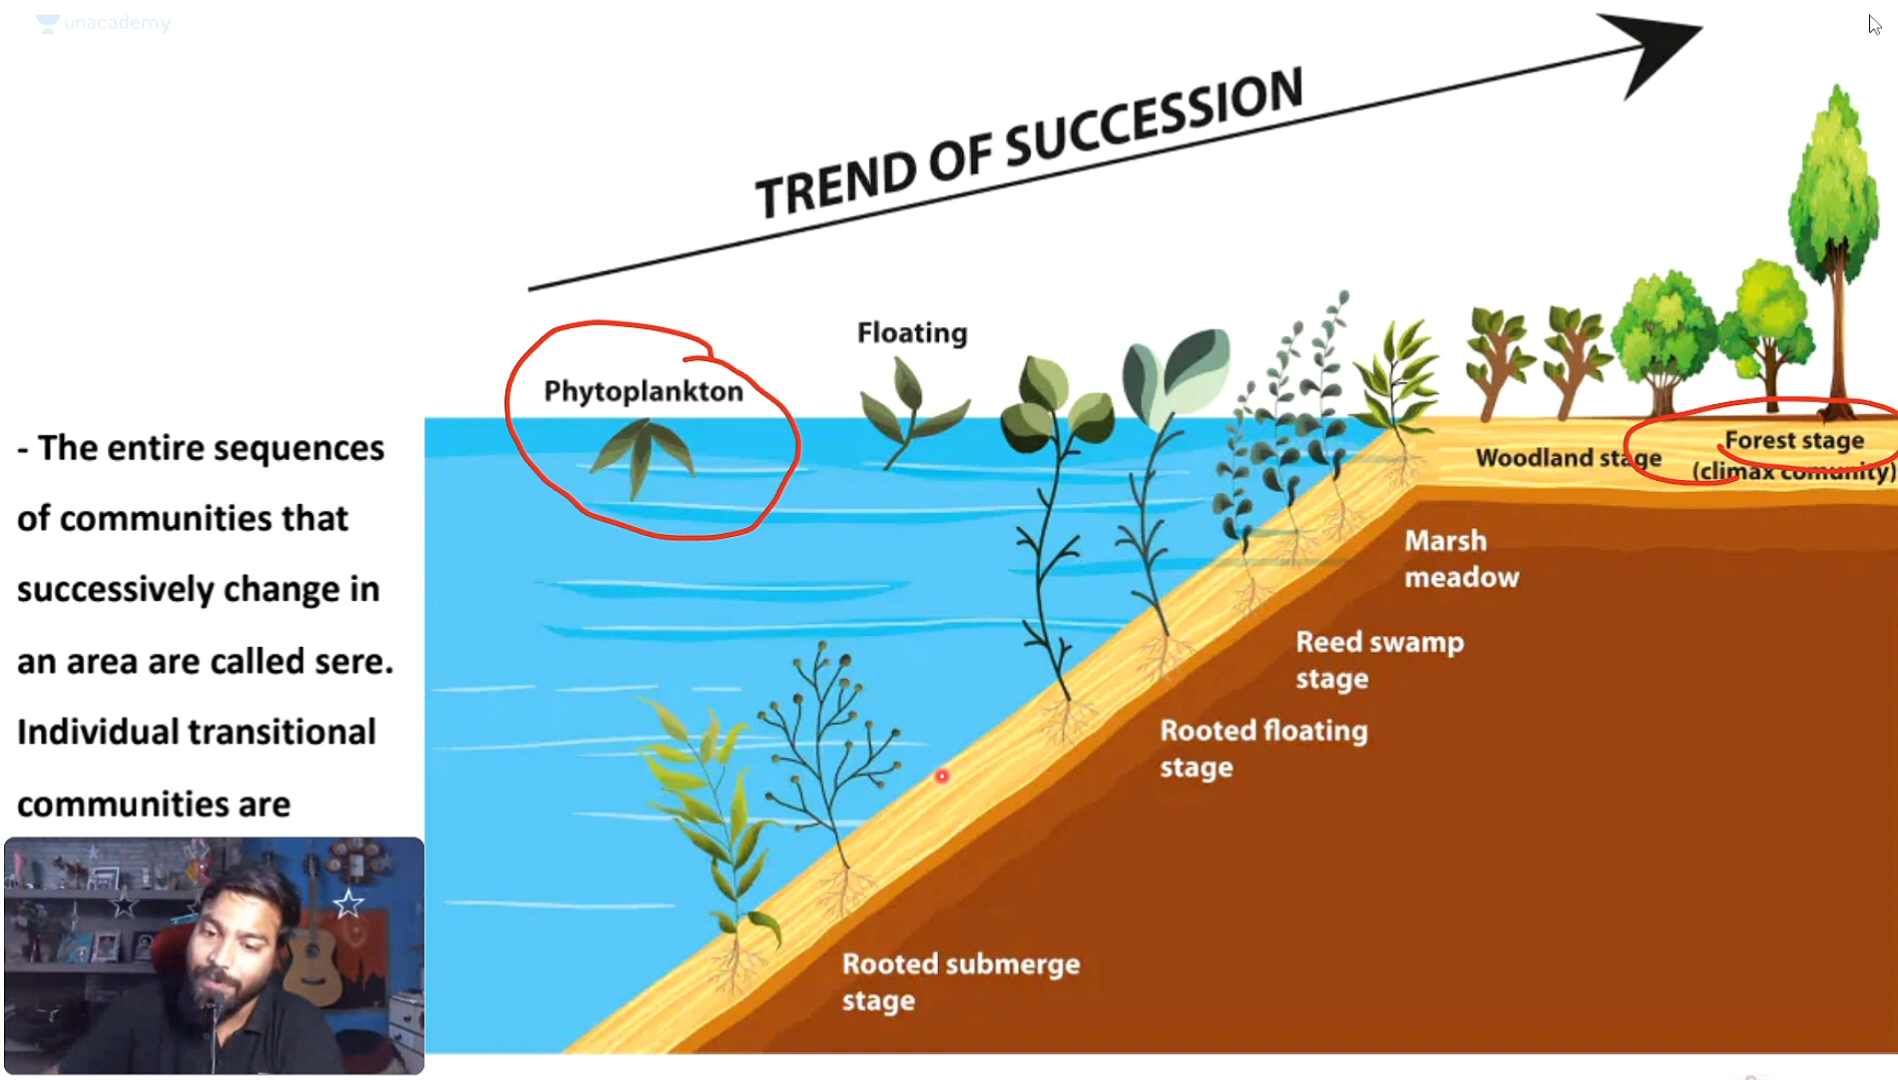 unacademy
TREND OF SUCCESSION
Floating
Phytoplankton
- The entire sequences
of communities that
successively change in
an area are called sere.
Individual transitional
communities are
Woodland stage
Forest stage
(climax comunity)
Marsh
meadow
Reed swamp
stage
Rooted floating
stage
Rooted submerge
stage